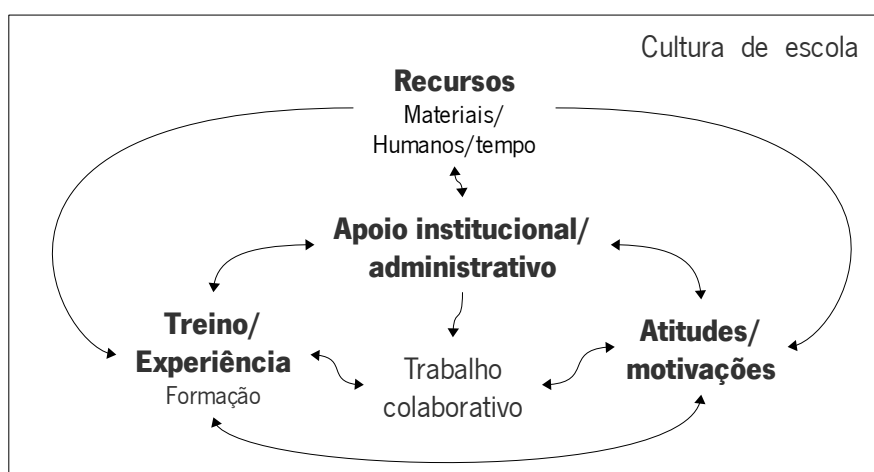 Cultura de escola
Recursos
Materiais/
Humanos/tempo
Apoio institucional/
administrativo
Treino/
Experiência
Formação
Trabalho
colaborativo
Atitudes/
motivações